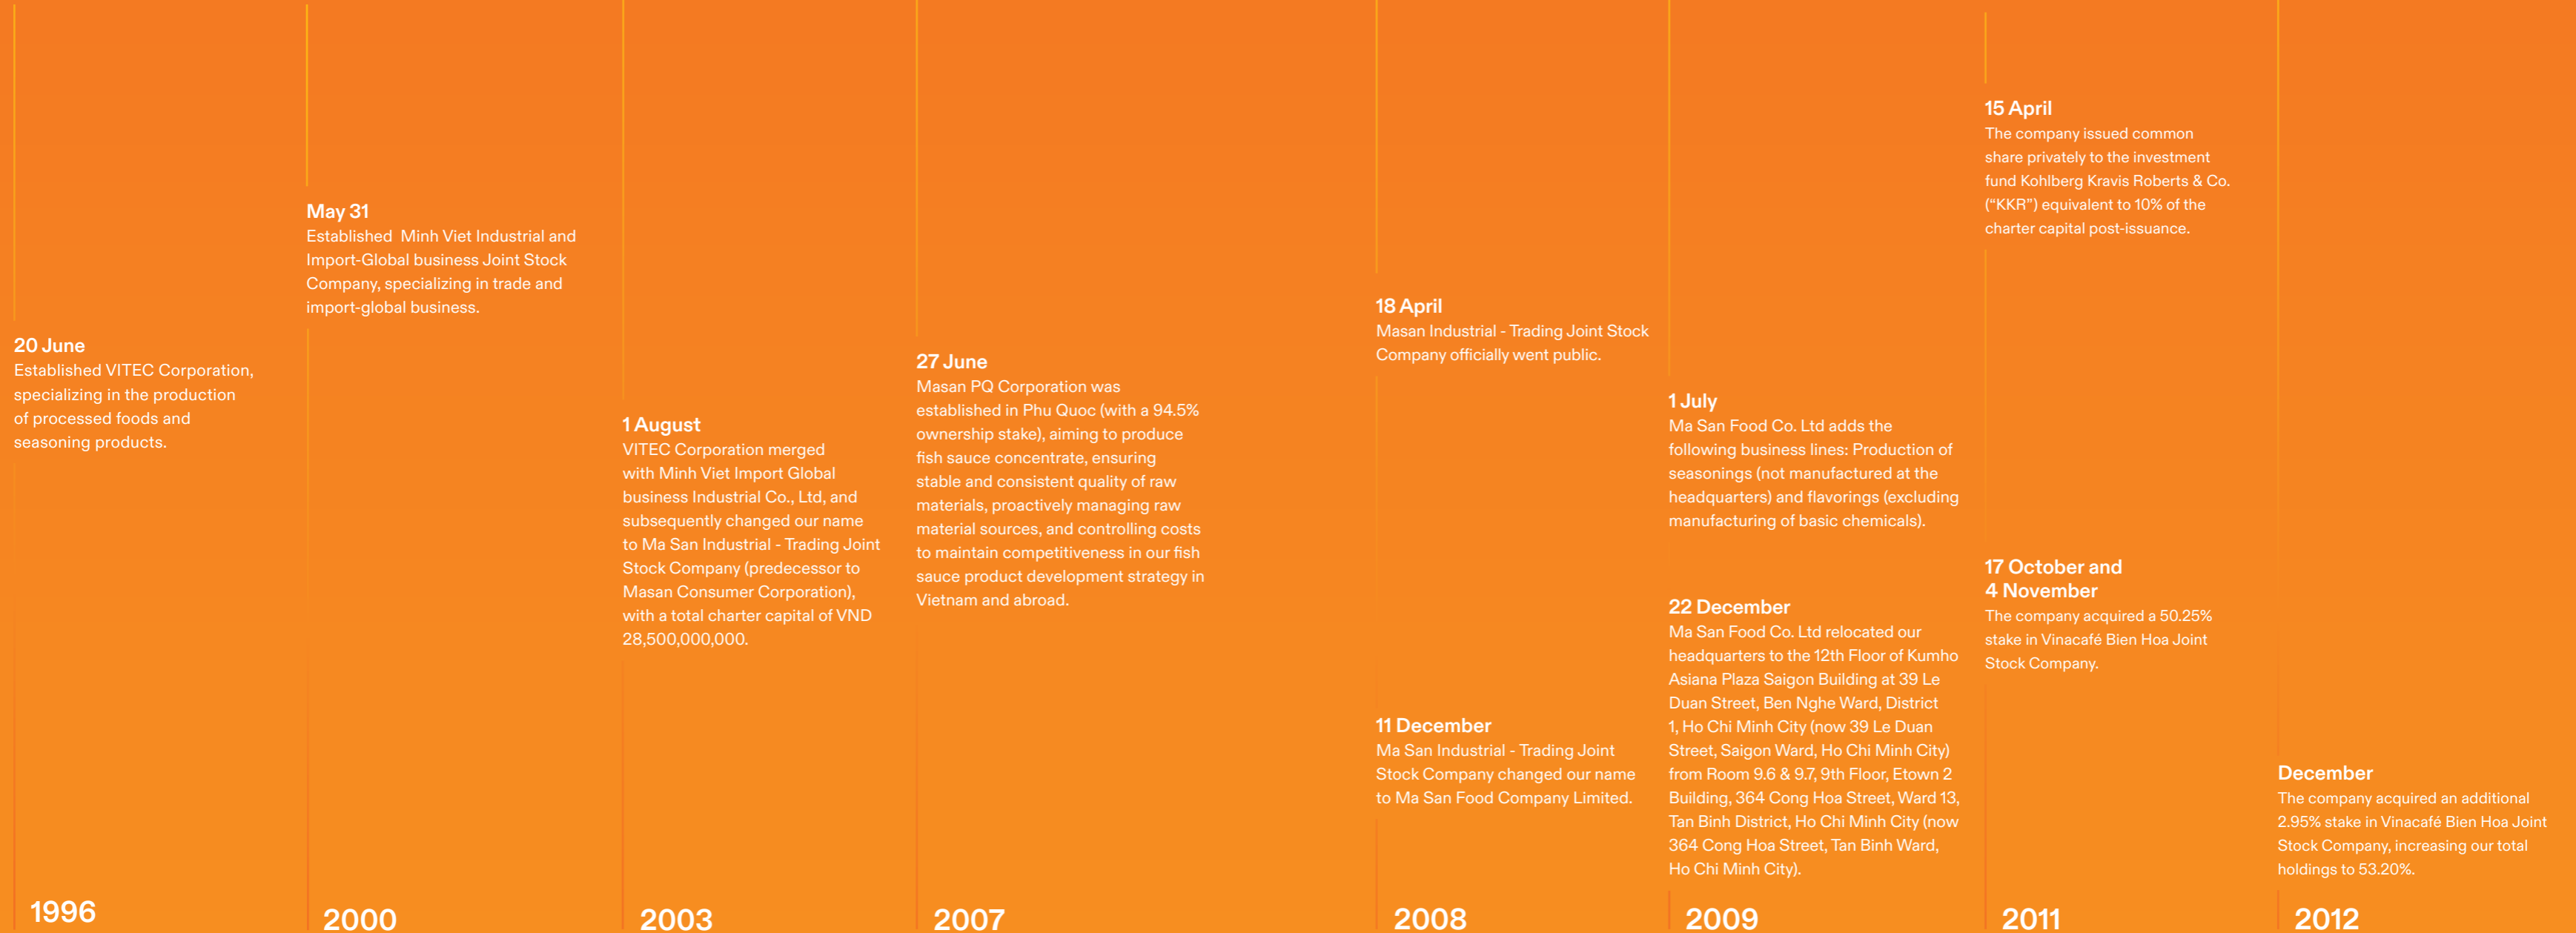 20 June
Established VITEC Corporation,
specializing in the production
of processed foods and
seasoning products.
1996
May 31
Established Minh Viet Industrial and
Import-Global business Joint Stock
Company, specializing in trade and
import-global business.
2000
1 August
VITEC Corporation merged
with Minh Viet Import Global
business Industrial Co., Ltd, and
subsequently changed our name
to Ma San Industrial - Trading Joint
Stock Company (predecessor to
Masan Consumer Corporation),
with a total charter capital of VND
28,500,000,000.
2003
27 June
Masan PQ Corporation was
established in Phu Quoc (with a 94.5%
ownership stake), aiming to produce
fish sauce concentrate, ensuring
stable and consistent quality of raw
materials, proactively managing raw
material sources, and controlling costs
to maintain competitiveness in our fish
sauce product development strategy in
Vietnam and abroad.
2007
18 April
Masan Industrial - Trading Joint Stock
Company officially went public.
11 December
Ma San Industrial - Trading Joint
Stock Company changed our name
to Ma San Food Company Limited.
2008
1 July
Ma San Food Co. Ltd adds the
following business lines: Production of
seasonings (not manufactured at the
headquarters) and flavorings (excluding
manufacturing of basic chemicals).
22 December
Ma San Food Co. Ltd relocated our
headquarters to the 12th Floor of Kumho
Asiana Plaza Saigon Building at 39 Le
Duan Street, Ben Nghe Ward, District
1, Ho Chi Minh City (now 39 Le Duan
Street, Saigon Ward, Ho Chi Minh City)
from Room 9.6 & 9.7, 9th Floor, Etown 2
Building, 364 Cong Hoa Street, Ward 13,
Tan Binh District, Ho Chi Minh City (now
364 Cong Hoa Street, Tan Binh Ward,
Ho Chi Minh City).
2009
15 April
The company issued common
share privately to the investment
fund Kohlberg Kravis Roberts & Co.
(“KKR”) equivalent to 10% of the
charter capital post-issuance.
17 October and
4 November
The company acquired a 50.25%
stake in Vinacafé Bien Hoa Joint
Stock Company.
2011
December
The company acquired an additional
2.95% stake in Vinacafé Bien Hoa Joint
Stock Company, increasing our total
holdings to 53.20%.
2012